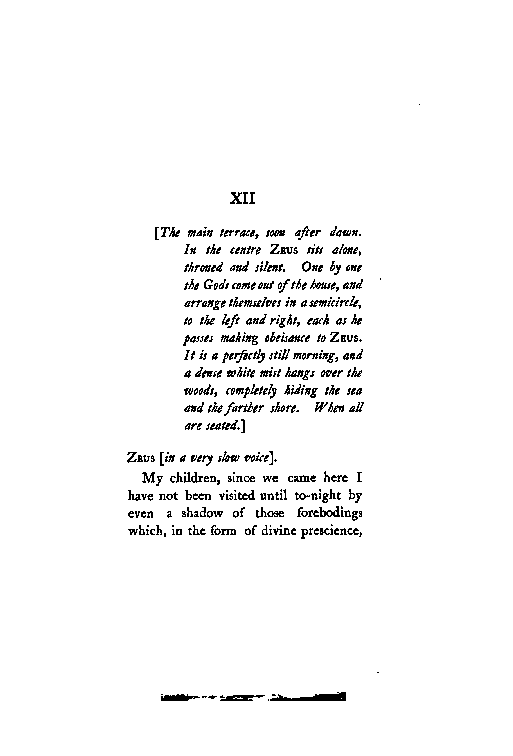 XII
[The main terrace, soon after dawn.
In the centre ZEUS sits alone,
throned and silent. One by one
the Gods come out of the house, and
arrange themselves in a semicircle,
to the left and right, each as he
passes making obeisance to ZEUS.
It is a perfectly still morning, and
a dense white mist hangs over the
woods, completely hiding the sea
and the farther shore. When all
are seated.]
ZEUS [in a very slow voice].
My children, since we came here I
have not been visited until to-night by
even a shadow of those forebodings
which, in the form of divine prescience,